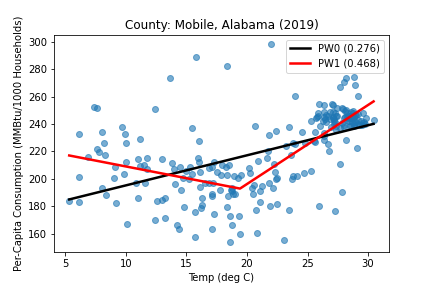 County: Mobile, Alabama (2019)
Per-Capita Consumption (MMBtu/1000 Households)
300
280
260
240
220
200
180
160
PW0 (0.276)
PW1 (0.468)
5 10 15 20 25 30
Temp (deg C)